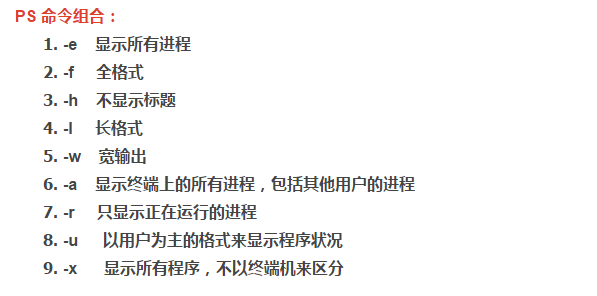 PS 命令组合：
1. -e 显示所有进程
2. -f 全格式
3. -h 不显示标题
4. -l 长格式
5. -w 宽输出
6. -a 显示终端上的所有进程，包括其他用户的进程
7. -r 只显示正在运行的进程
8. -u 以用户为主的格式来显示程序状况
9. -x 显示所有程序，不以终端机来区分